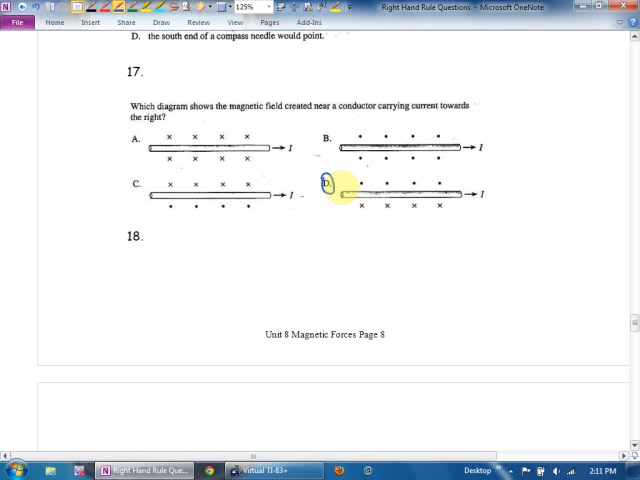 Right Hand Rule Questions - Microsoft OneNote
125%
File Home Insert Share Draw Review View Magnetic Page Add-Ins
D. the south end of a compass needle would point.
17.
Which diagram shows the magnetic field created near a conductor carrying current towards
the right?
A. × × × × I
× × × ×
B. • • • • I
• • • •
C. × × × × I
• • • •
D. • • • • I
× × × ×
18.
Unit 8 Magnetic Forces Page 8
Right Hand Rule Que... Virtual TI-83+ Desktop 2:11 PM